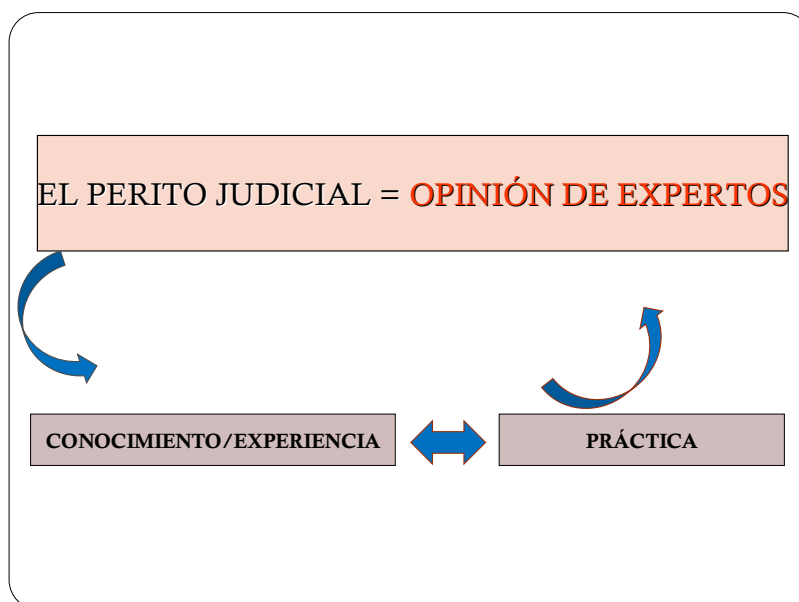 EL PERITO JUDICIAL = OPINIÓN DE EXPERTOS
CONOCIMIENTO/EXPERIENCIA
PRÁCTICA